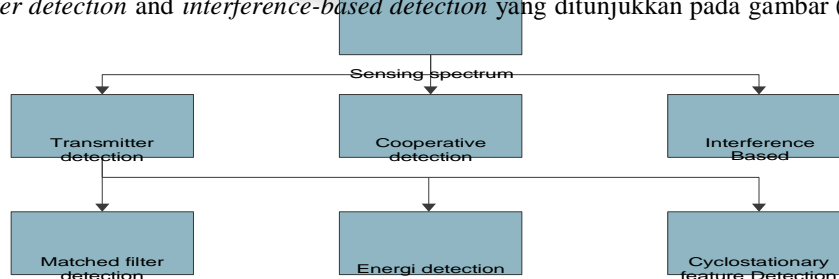 er detection and interference-based detection yang ditunjukkan pada gambar (
Sensing spectrum
Transmitter
detection
Cooperative
detection
Interference
Based
Matched filter
detection
Energi detection
Cyclostationary
feature Detection